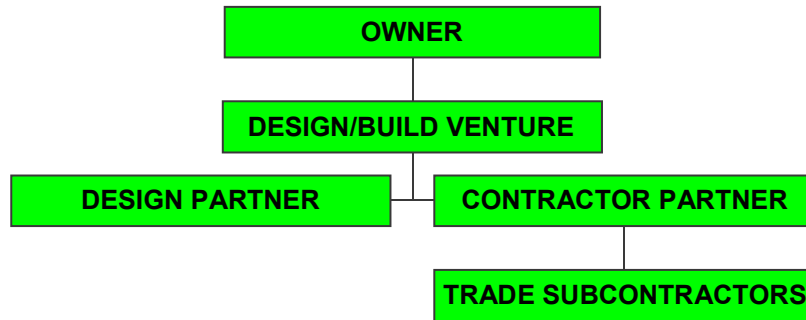 OWNER
DESIGN/BUILD VENTURE
DESIGN PARTNER
CONTRACTOR PARTNER
TRADE SUBCONTRACTORS